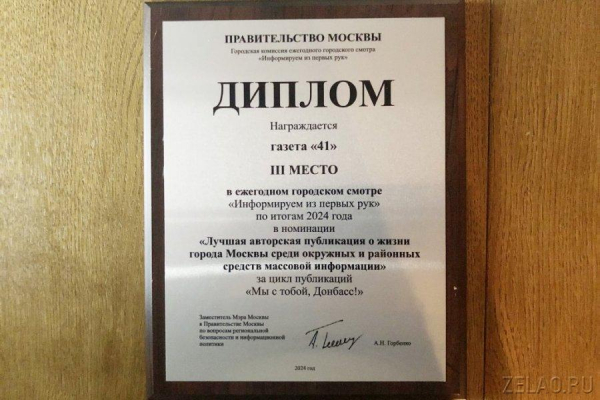 ПРАВИТЕЛЬСТВО МОСКВЫ
Городская комиссия ежегодного городского смотра
«Информируем из первых рук»
ДИПЛОМ
Награждается
газета «41»
III МЕСТО
в ежегодном городском смотре
«Информируем из первых рук»
по итогам 2024 года
в номинации
«Лучшая авторская публикация о жизни
города Москвы среди окружных и районных
средств массовой информации»
за цикл публикаций
«Мы с тобой, Донбасс!»
Заместитель Мэра Москвы
в Правительстве Москвы
по вопросам региональной
безопасности и информационной
политики
А.Н. Горбенко
год
ZELAO.RU